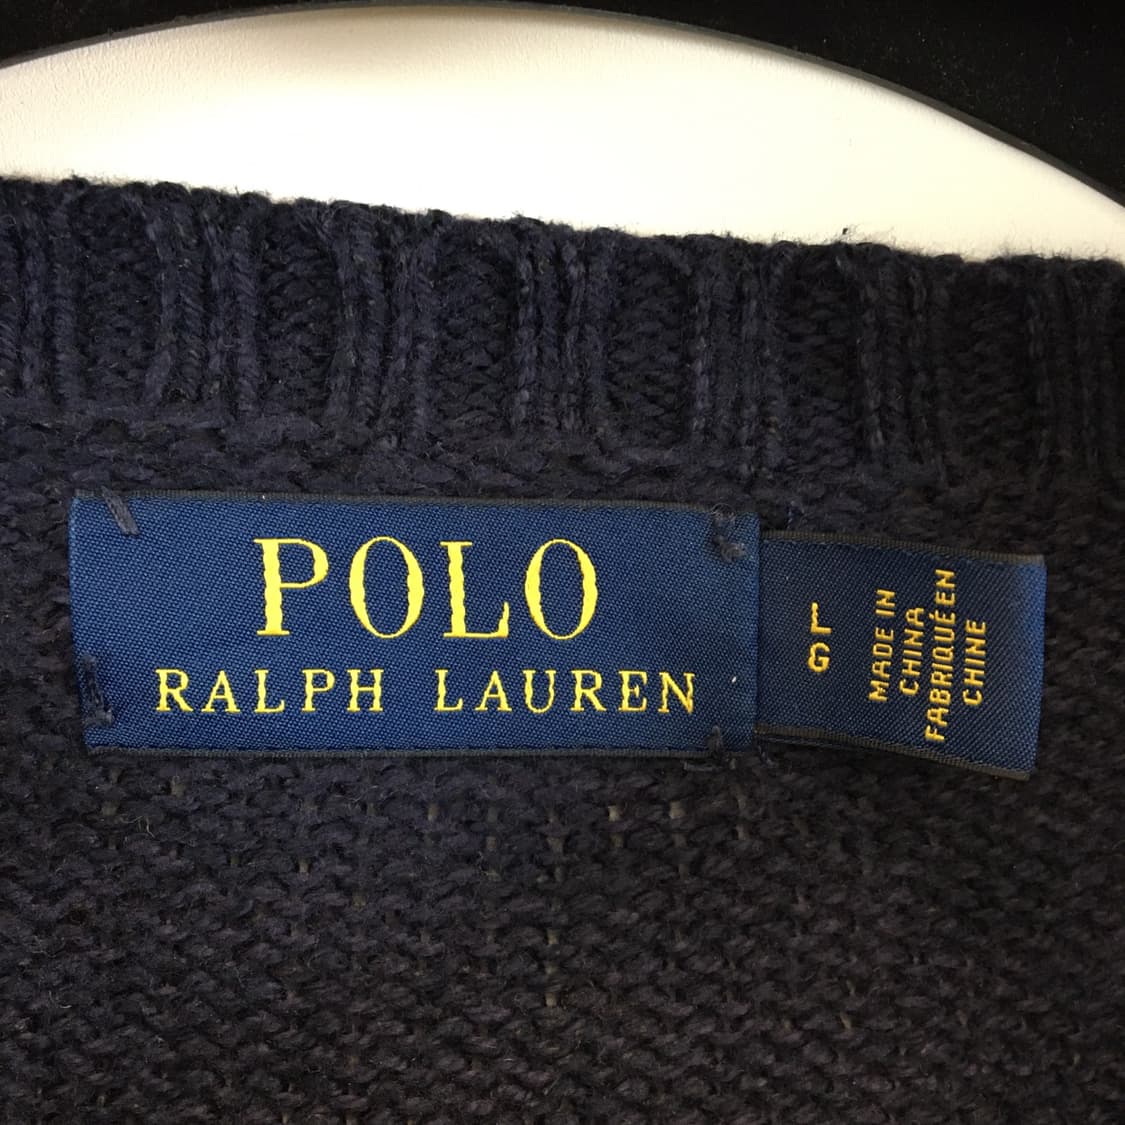 POLO
RALPH LAUREN
L
G
MADE IN
CHINA
FABRIQUÉ EN
CHINE